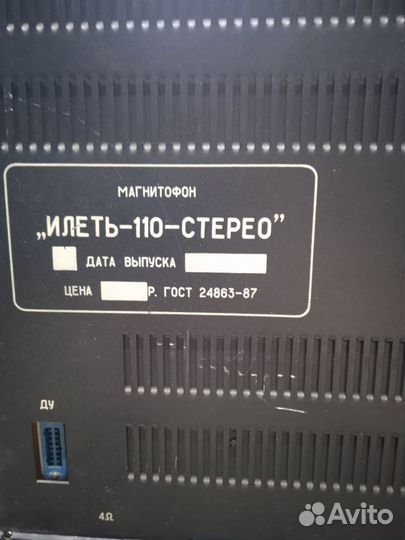 МАГНИТОФОН
„ИЛЕТЬ-110-СТЕРЕО”
ДАТА ВЫПУСКА
ЦЕНА Р. ГОСТ 24863-87
ДУ
4Ω
Avito